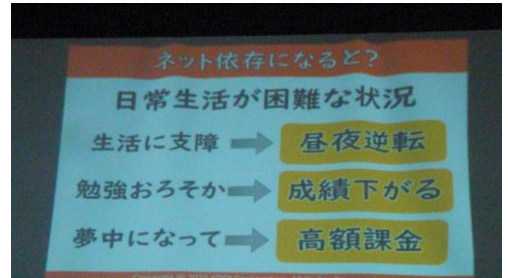 ネット依存になると?
日常生活が困難な状況
生活に支障 ➡ 昼夜逆転
勉強おろそか ➡ 成績下がる
夢中になって ➡ 高額課金